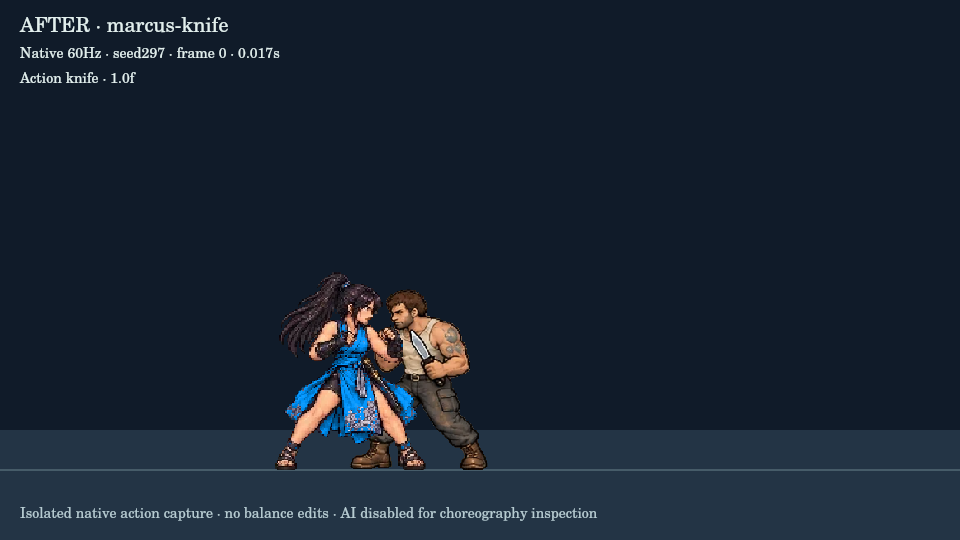 AFTER · marcus-knife
Native 60Hz · seed297 · frame 0 · 0.017s
Action knife · 1.0f
Isolated native action capture · no balance edits · AI disabled for choreography inspection